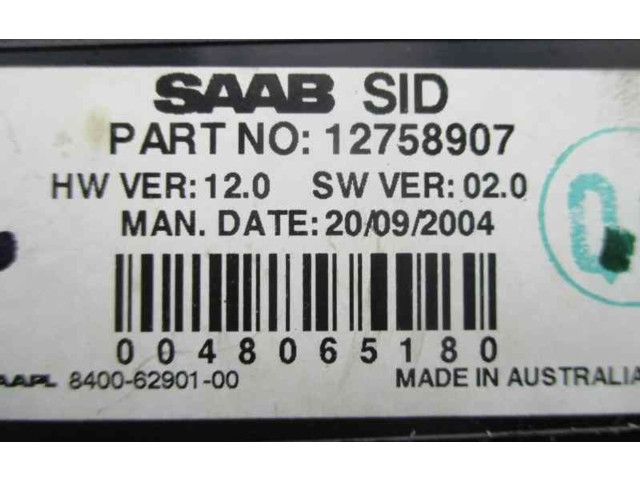 SAAB SID
PART NO: 12758907
HW VER: 12.0 SW VER: 02.0
MAN. DATE: 20/09/2004
0048065180
8400-62901-00 MADE IN AUSTRALIA